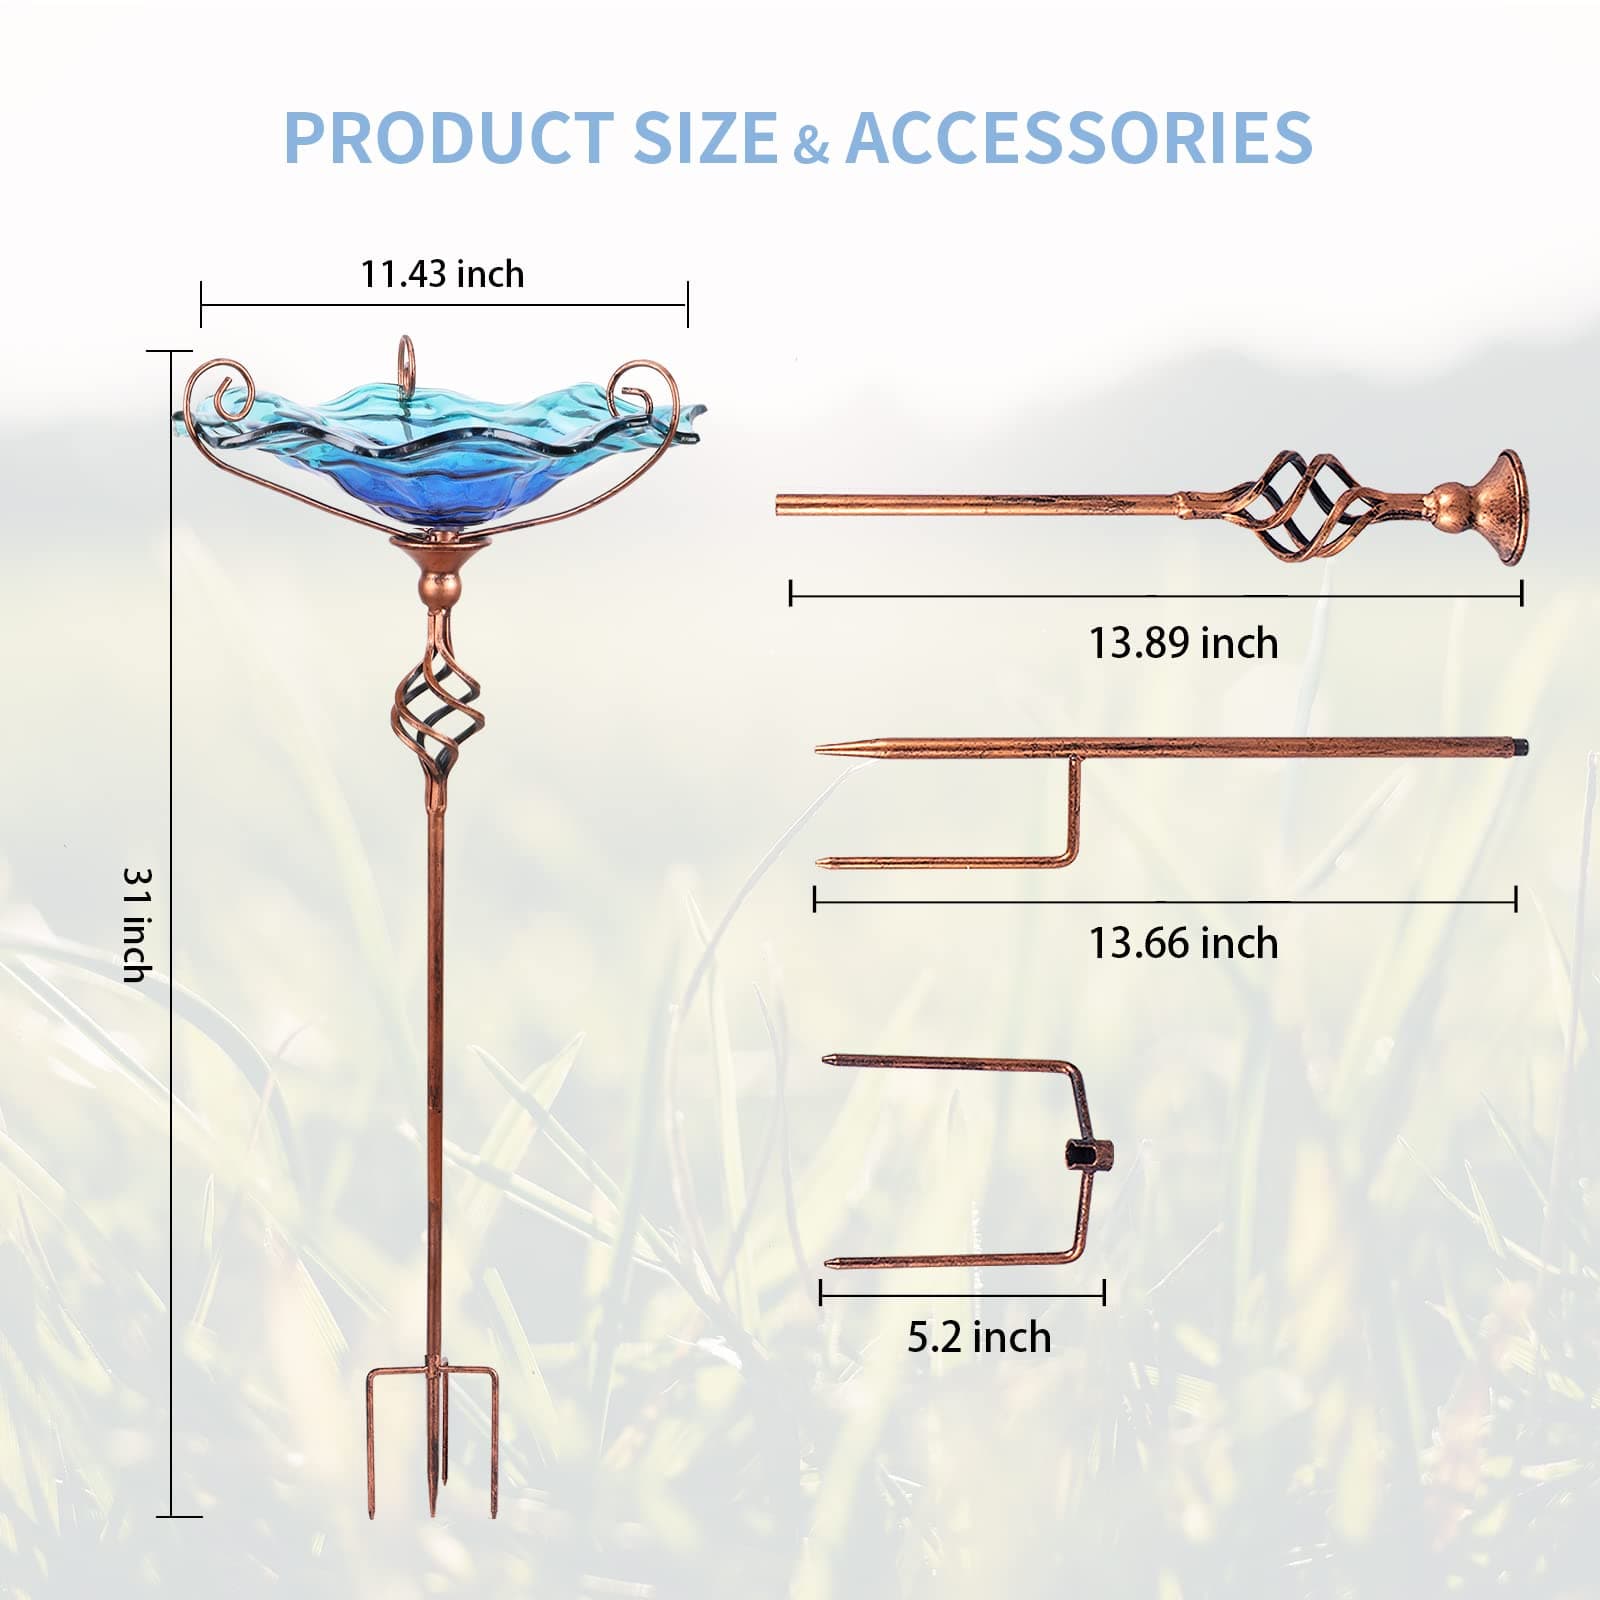 PRODUCT SIZE & ACCESSORIES
11.43 inch
31 inch
13.89 inch
13.66 inch
5.2 inch